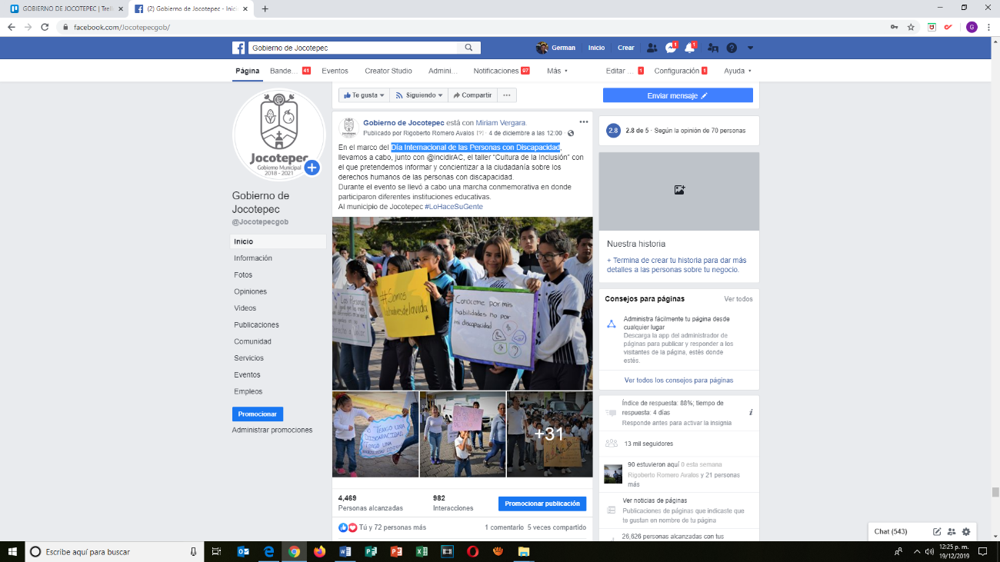 GOBIERNO DE JOCOTEPEC | Trell
(2) Gobierno de Jocotepec - Inici
facebook.com/Jocotepecgob/
G
Gobierno de Jocotepec
German Inicio Crear 1 1
Página Bande... 41 Eventos Creator Studio Admini... Notificaciones 97 Más Editar ... 1 Configuración 1 Ayuda
Te gusta Siguiendo Compartir ... Enviar mensaje
Jocotepec
Gobierno Municipal
2018 - 2021
Gobierno de
Jocotepec
@Jocotepecgob
Inicio
Información
Fotos
Opiniones
Videos
Publicaciones
Comunidad
Servicios
Eventos
Empleos
Promocionar
Administrar promociones
Gobierno de Jocotepec está con Miriam Vergara.
Publicado por Rigoberto Romero Avalos [?] · 4 de diciembre a las 12:00 ·
En el marco del Día Internacional de las Personas con Discapacidad,
llevamos a cabo, junto con @incidirAC, el taller “Cultura de la Inclusión” con
el que pretendemos informar y concientizar a la ciudadanía sobre los
derechos humanos de las personas con discapacidad.
Durante el evento se llevó a cabo una marcha conmemorativa en donde
participaron diferentes instituciones educativas.
Al municipio de Jocotepec #LoHaceSuGente
#Somos
Conóceme por mis
habilidades no por
mi discapacidad
TENGO UNA
DISCAPACIDAD,
TENGO UNA
+31
4,469
Personas alcanzadas
982
Interacciones
Promocionar publicación
Tú y 72 personas más 1 comentario 5 veces compartido
2.8 2.8 de 5 · Según la opinión de 70 personas
Nuestra historia
+ Termina de crear tu historia para dar más
detalles a las personas sobre tu negocio.
Consejos para páginas Ver todos
Administra fácilmente tu página desde
cualquier lugar
Descarga la app del administrador de
páginas para publicar y responder a los
visitantes de la página, estés donde
estés.
Ver todos los consejos para páginas
Índice de respuesta: 88%; tiempo de
respuesta: 4 días
Responde antes para activar la insignia
13 mil seguidores
90 estuvieron aquí 0 esta semana
Rigoberto Romero Avalos y 21 personas
más
Ver noticias de páginas
Publicaciones de páginas que indicaste que
te gustan en nombre de tu página
26,626 personas alcanzadas con tus
Chat (543)
Escribe aquí para buscar
12:25 p. m.
19/12/2019